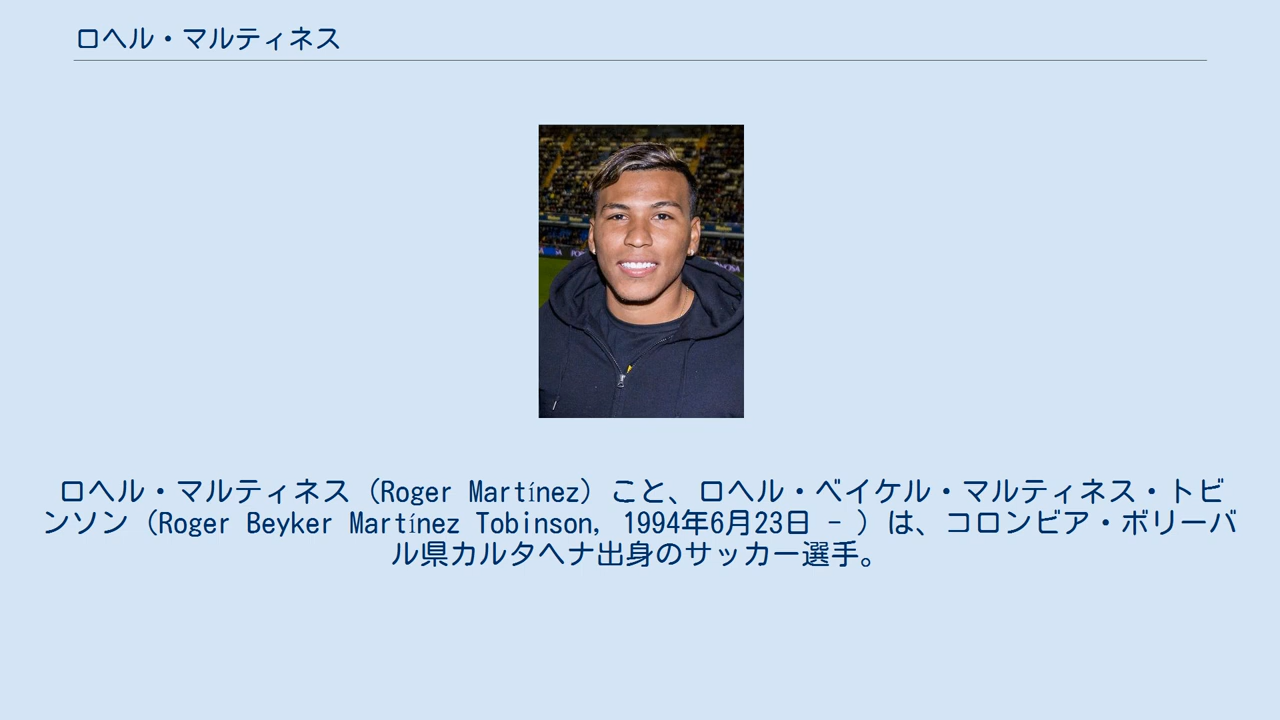 ロヘル・マルティネス
ロヘル・マルティネス（Roger Martínez）こと、ロヘル・ベイケル・マルティネス・トビ
ンソン（Roger Beyker Martínez Tobinson, 1994年6月23日 - ）は、コロンビア・ボリーバ
ル県カルタヘナ出身のサッカー選手。